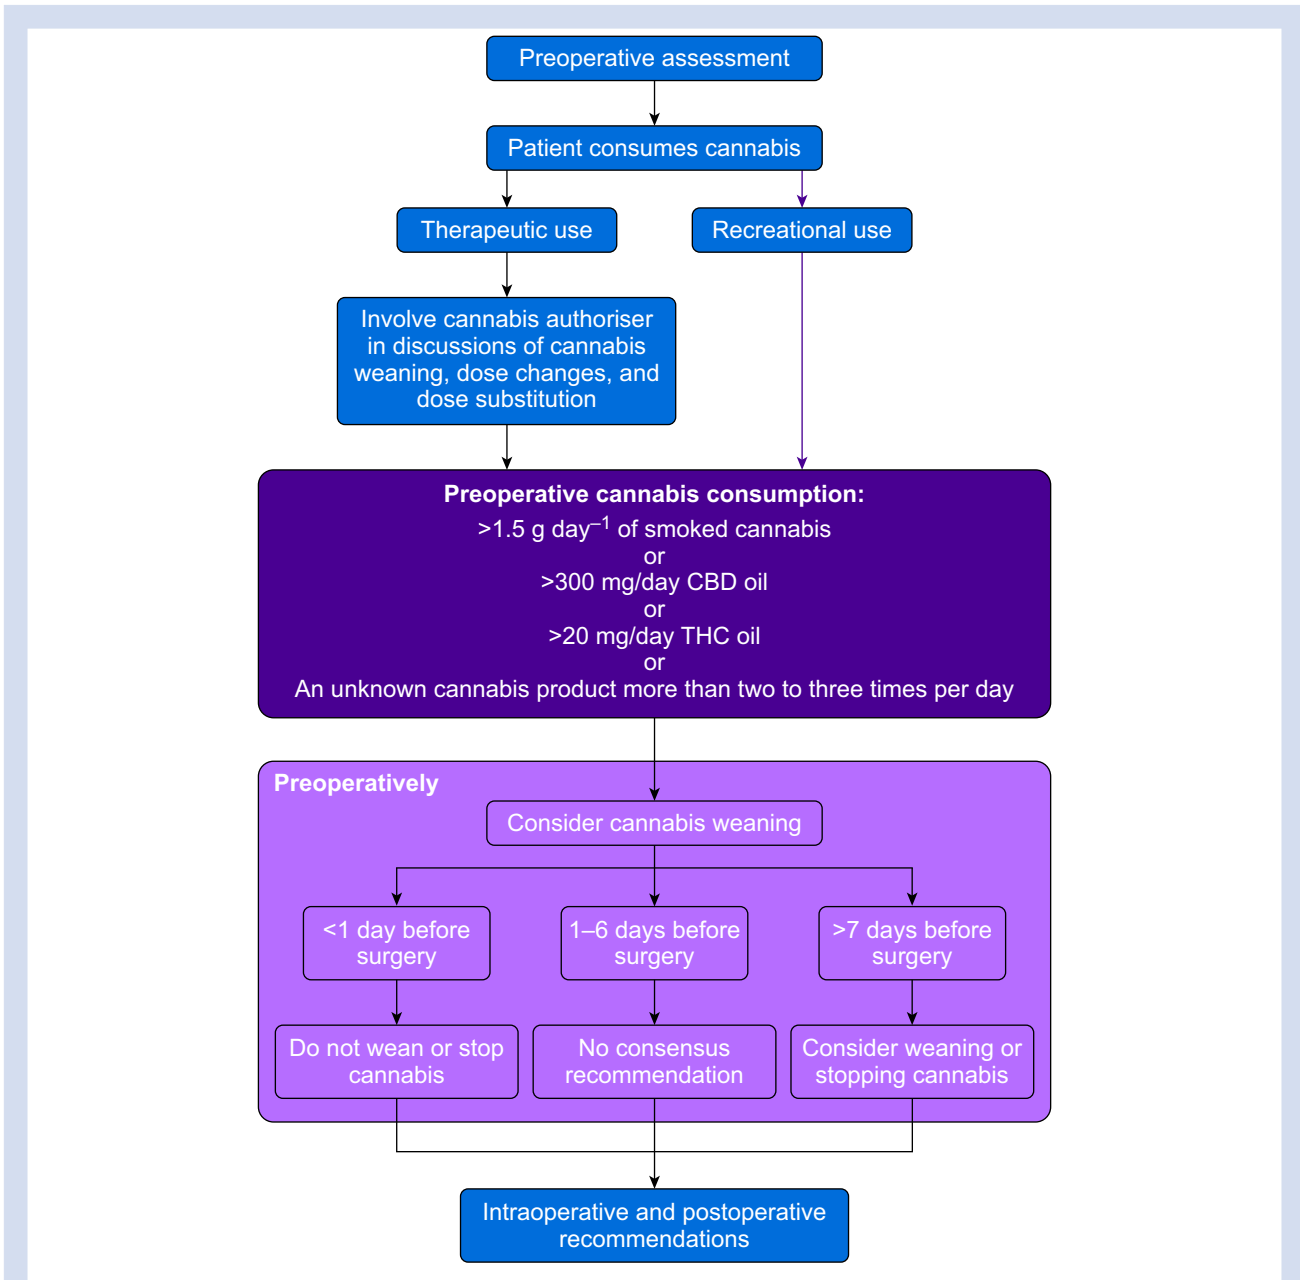 Preoperative assessment
Patient consumes cannabis
Therapeutic use
Recreational use
Involve cannabis authoriser
in discussions of cannabis
weaning, dose changes, and
dose substitution
Preoperative cannabis consumption:
>1.5 g day⁻¹ of smoked cannabis
or
>300 mg/day CBD oil
or
>20 mg/day THC oil
or
An unknown cannabis product more than two to three times per day
Preoperatively
Consider cannabis weaning
<1 day before
surgery
1–6 days before
surgery
>7 days before
surgery
Do not wean or stop
cannabis
No consensus
recommendation
Consider weaning or
stopping cannabis
Intraoperative and postoperative
recommendations